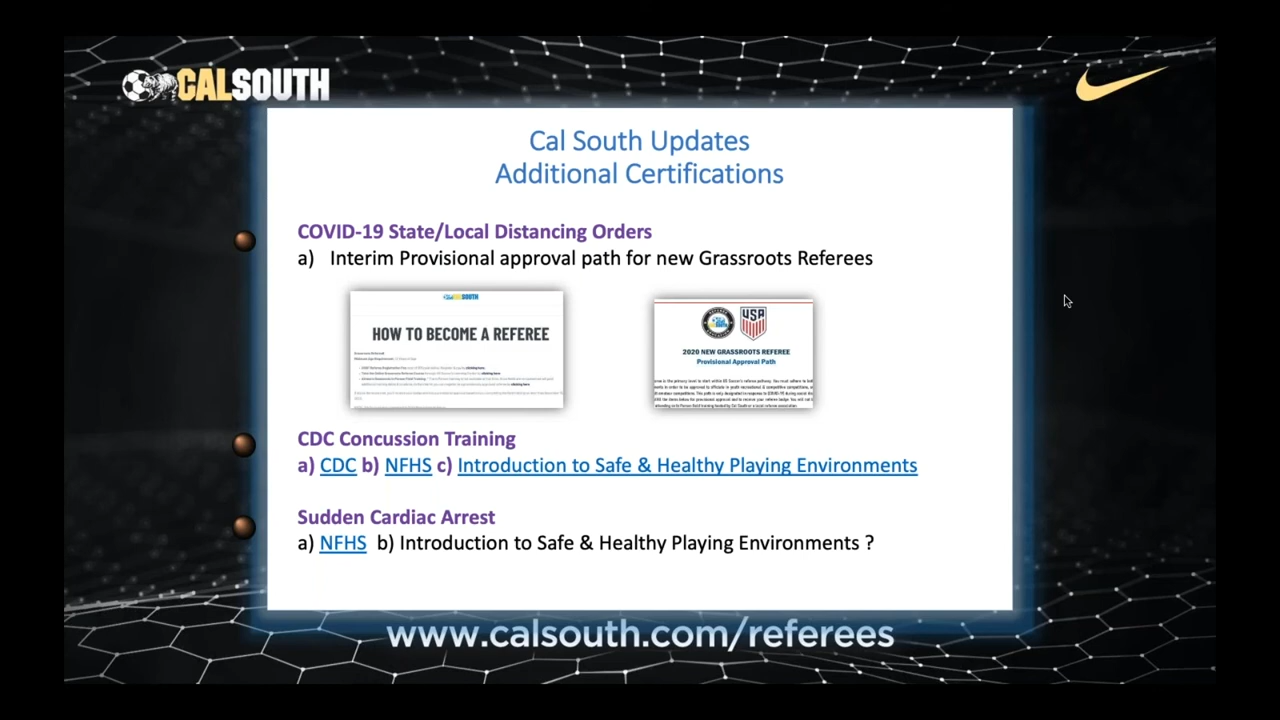 CALSOUTH
Cal South Updates
Additional Certifications
COVID-19 State/Local Distancing Orders
a) Interim Provisional approval path for new Grassroots Referees
CALSOUTH
HOW TO BECOME A REFEREE
USA
2020 NEW GRASSROOTS REFEREE
Provisional Approval Path
CDC Concussion Training
a) CDC b) NFHS c) Introduction to Safe & Healthy Playing Environments
Sudden Cardiac Arrest
a) NFHS b) Introduction to Safe & Healthy Playing Environments ?
www.calsouth.com/referees